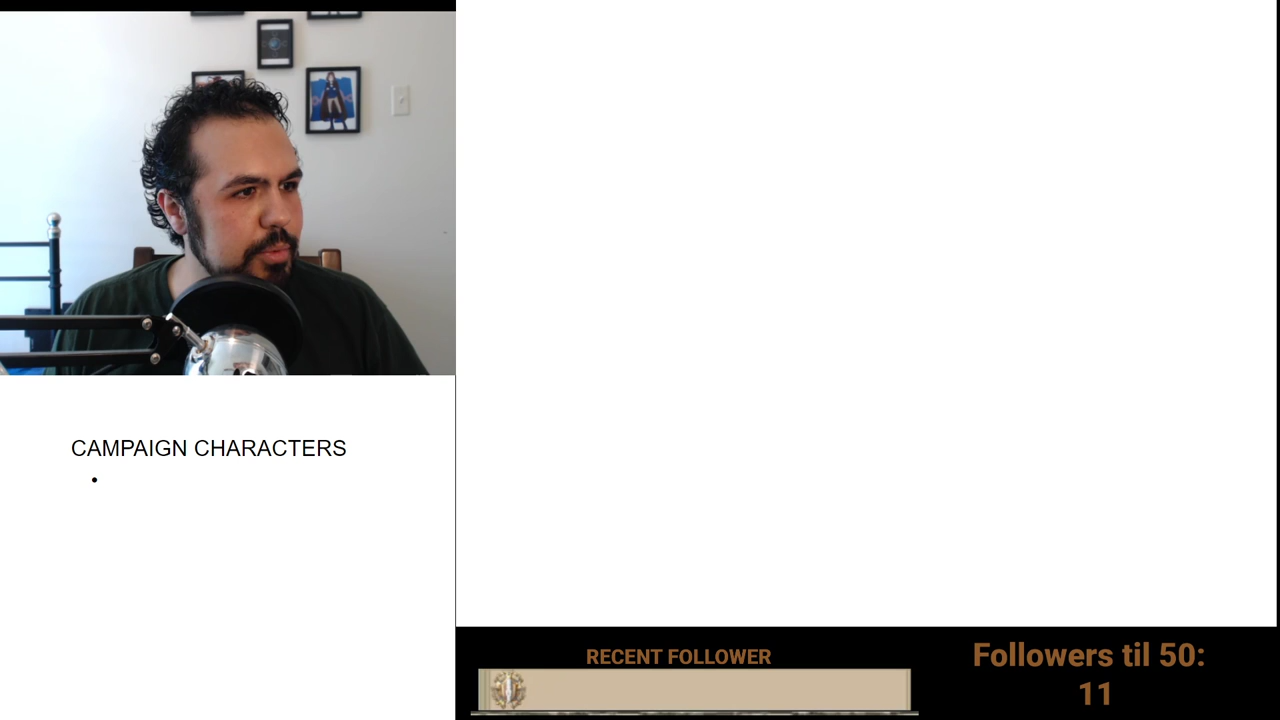 CAMPAIGN CHARACTERS
•
RECENT FOLLOWER
Followers til 50:
11